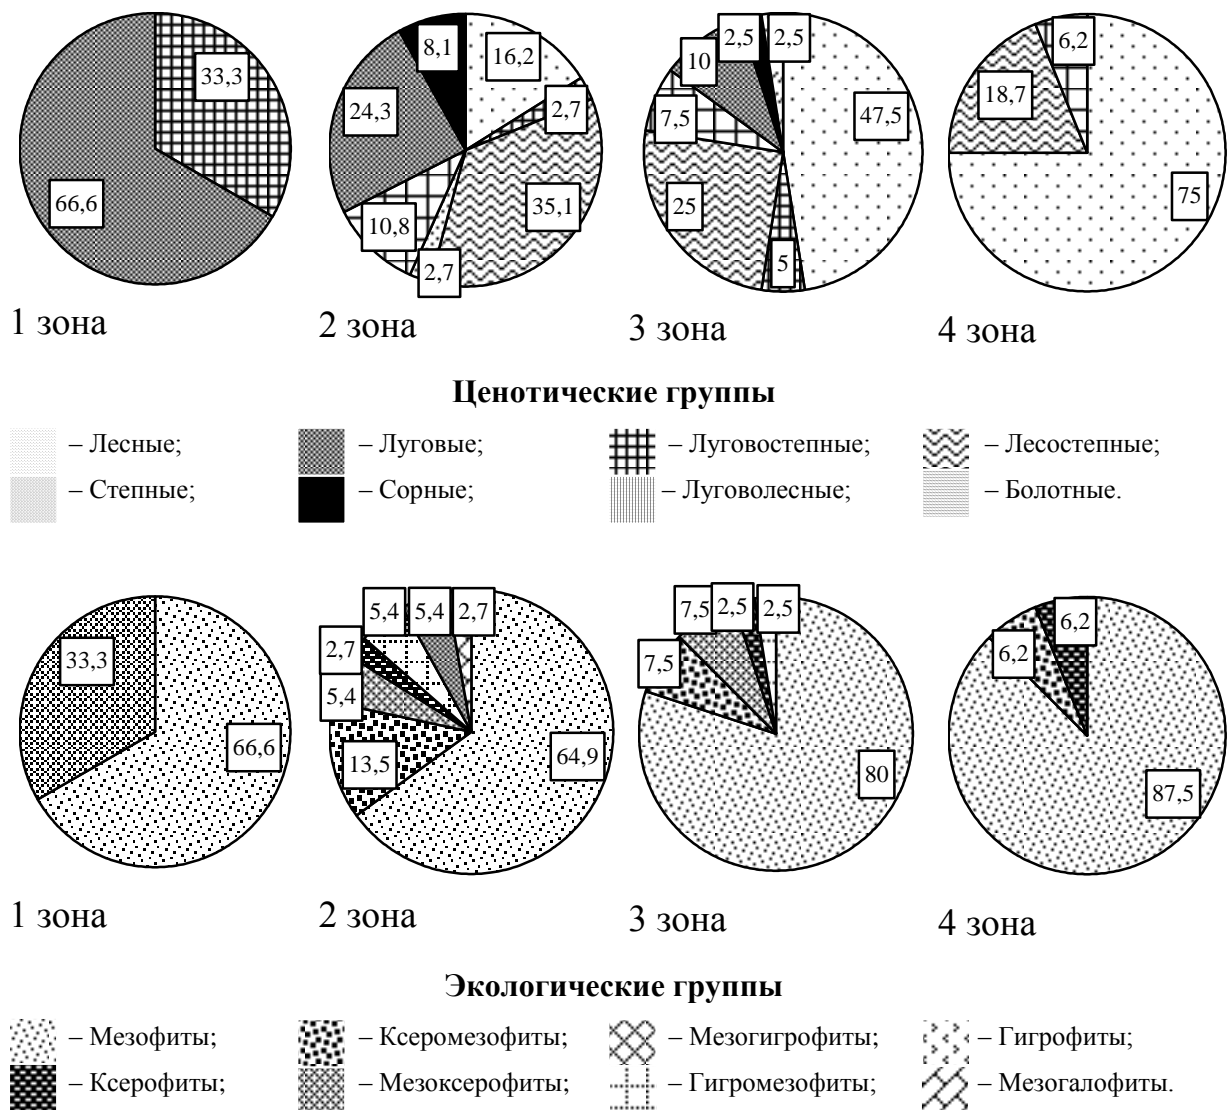 33,3
66,6
8,1
16,2
24,3
2,7
35,1
10,8
2,7
2,5
2,5
10
7,5
47,5
25
5
6,2
18,7
75
1 зона
2 зона
3 зона
4 зона
Ценотические группы
– Лесные;
– Луговые;
– Луговостепные;
– Лесостепные;
– Степные;
– Сорные;
– Луговолесные;
– Болотные.
33,3
66,6
5,4
5,4
2,7
2,7
5,4
13,5
64,9
7,5
2,5
2,5
7,5
80
6,2
6,2
87,5
1 зона
2 зона
3 зона
4 зона
Экологические группы
– Мезофиты;
– Ксеромезофиты;
– Мезогигрофиты;
– Гигрофиты;
– Ксерофиты;
– Мезоксерофиты;
– Гигромезофиты;
– Мезогалофиты.